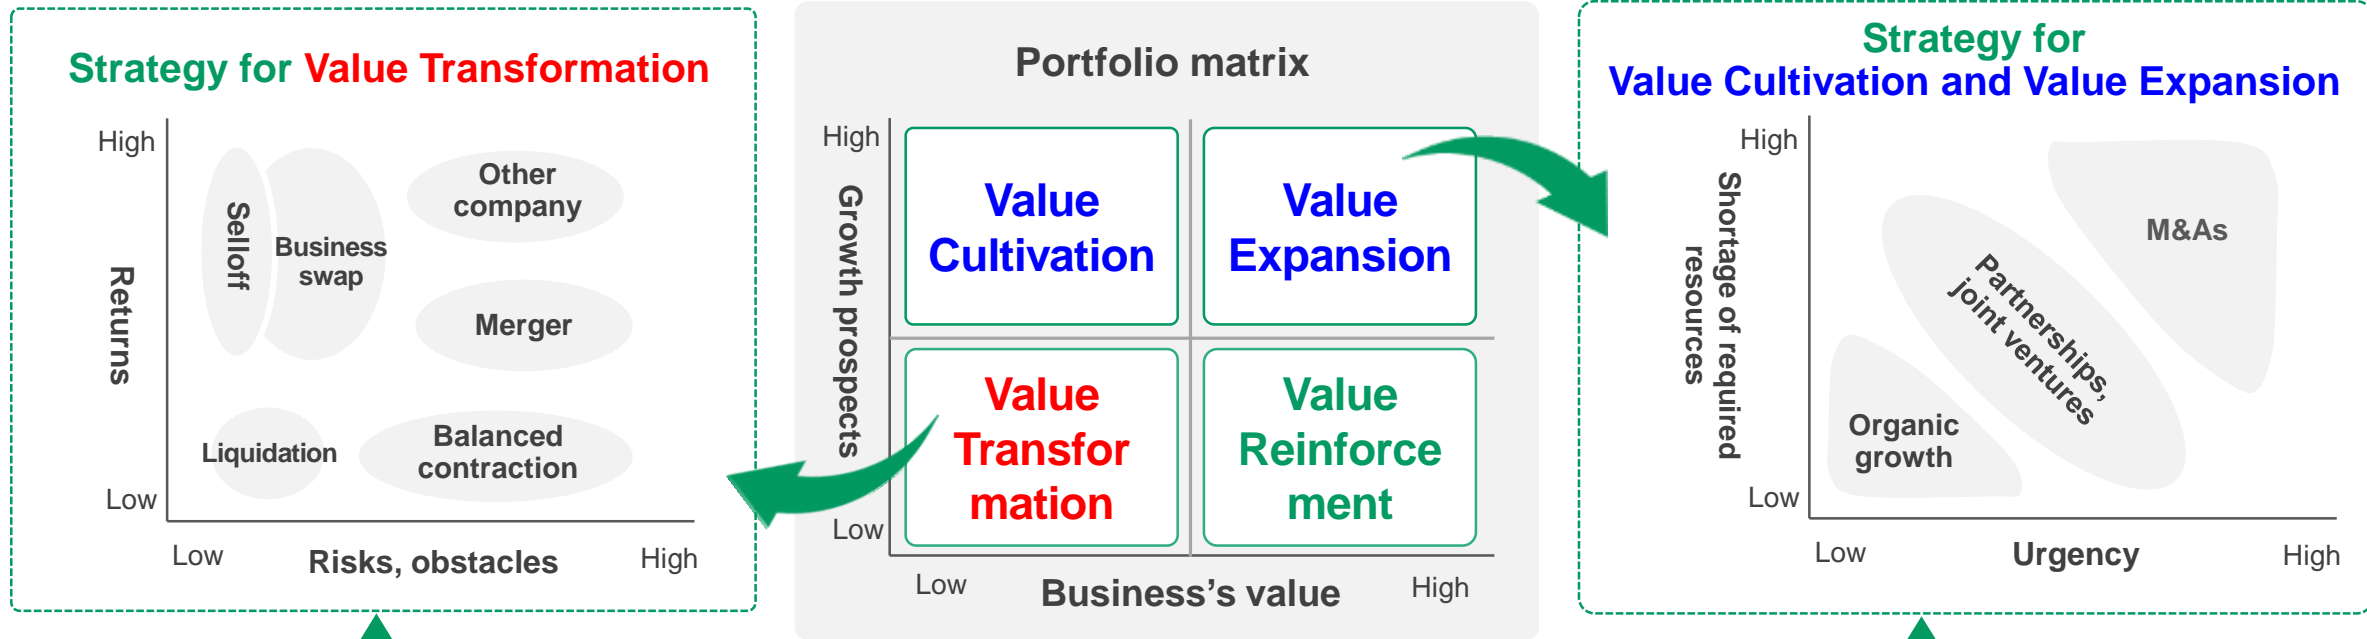 Strategy for Value Transformation
High
Returns
Low
Selloff
Business
swap
Other
company
Merger
Liquidation
Balanced
contraction
Low
Risks, obstacles
High
Portfolio matrix
High
Growth prospects
Low
Value
Cultivation
Value
Expansion
Value
Transfor
mation
Value
Reinforce
ment
Low
Business’s value
High
Strategy for
Value Cultivation and Value Expansion
High
Shortage of required
resources
Low
M&As
Partnerships,
joint ventures
Organic
growth
Low
Urgency
High